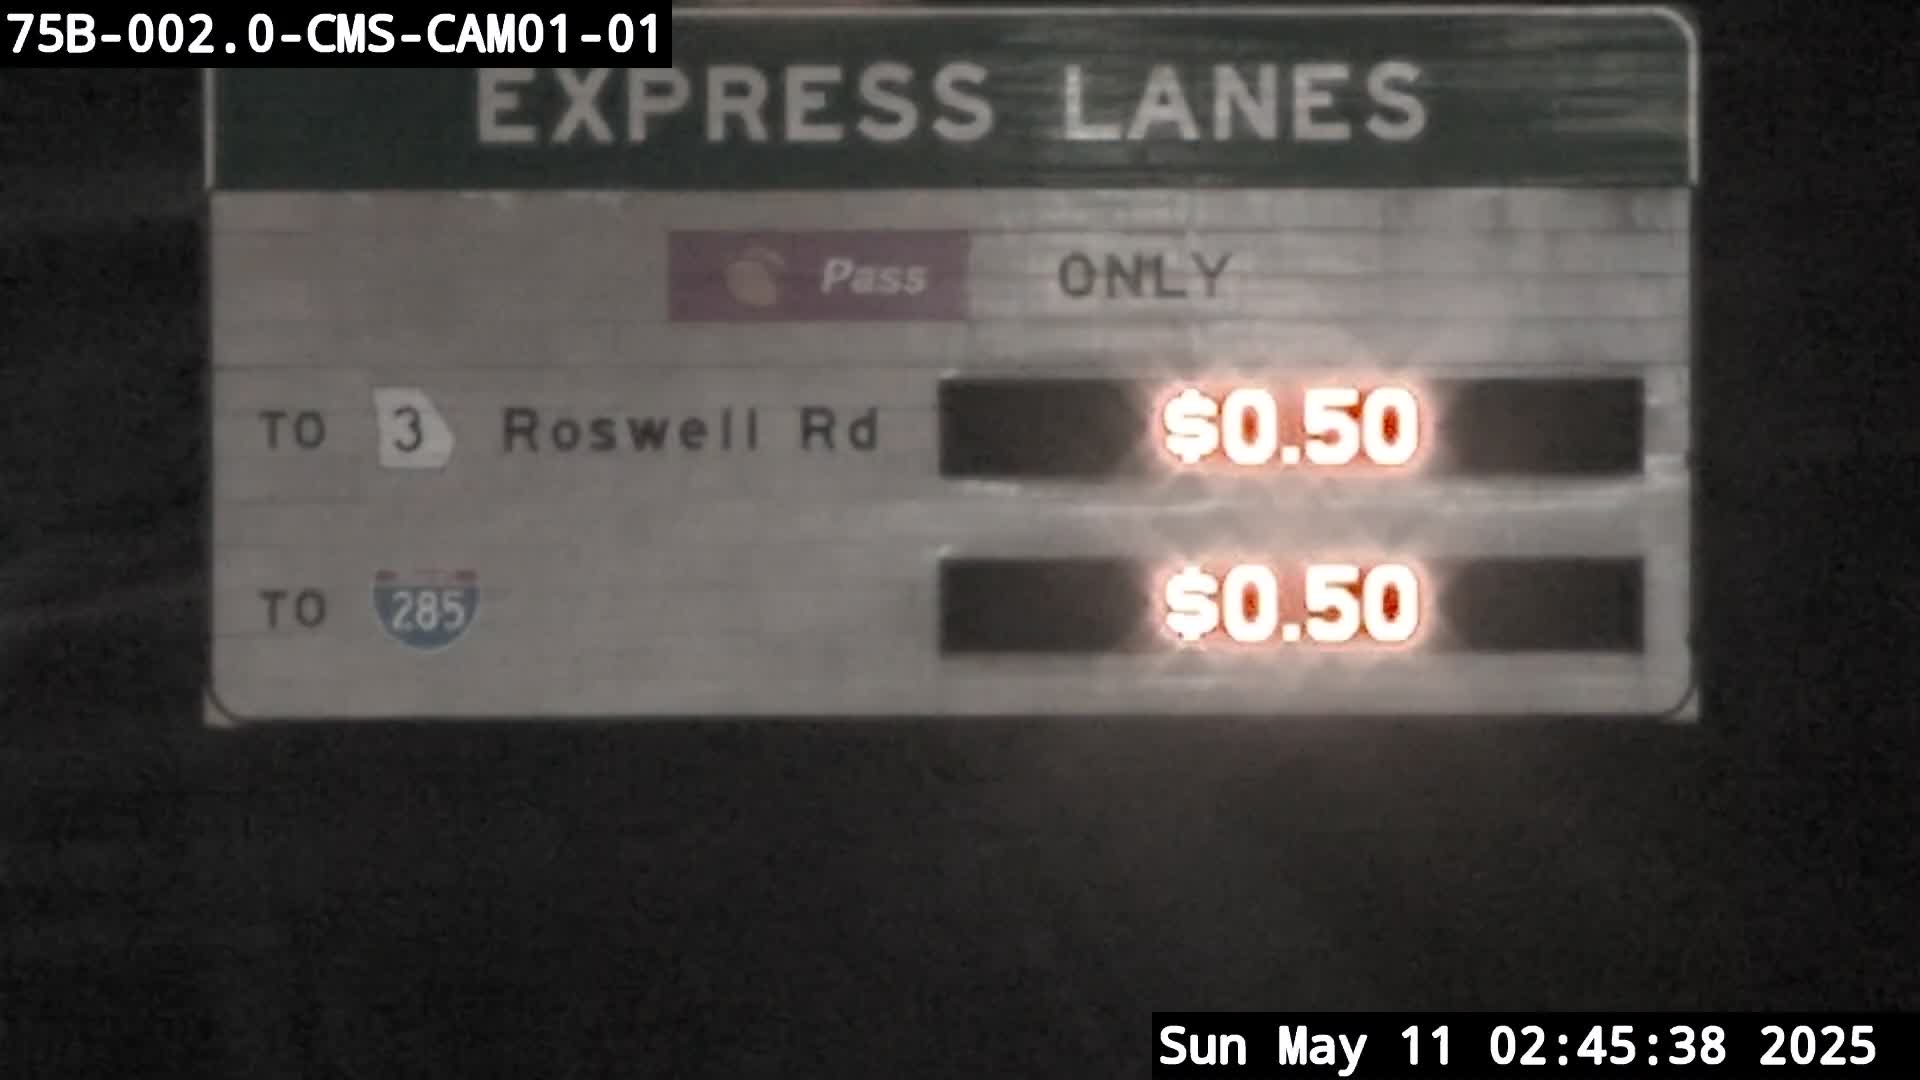 75B-002.0-CMS-CAM01-01
EXPRESS LANES
Pass ONLY
TO 3 Roswell Rd $0.50
TO 285 $0.50
Sun May 11 02:45:38 2025